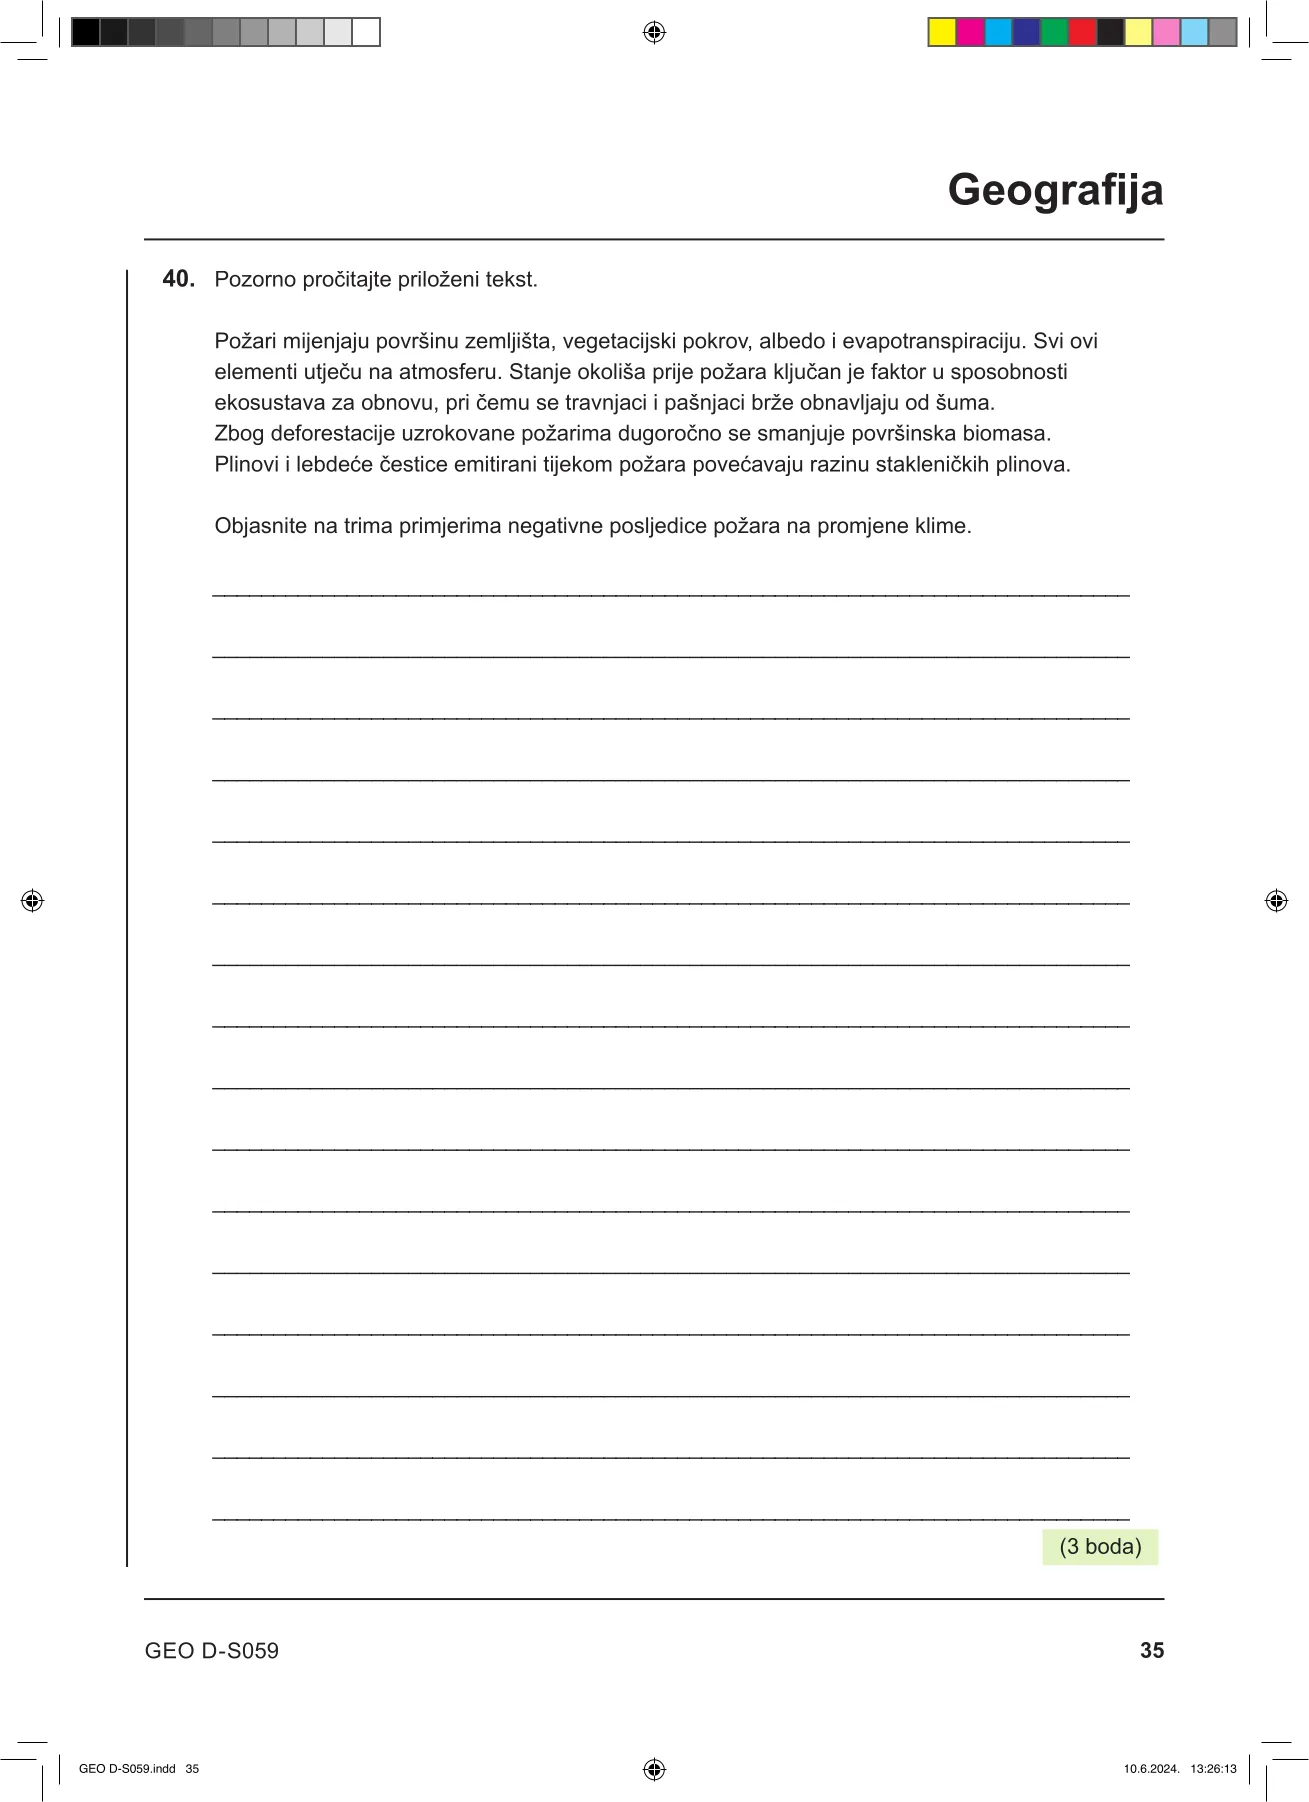 Geografija
40. Pozorno pročitajte priloženi tekst.
Požari mijenjaju površinu zemljišta, vegetacijski pokrov, albedo i evapotranspiraciju. Svi ovi
elementi utječu na atmosferu. Stanje okoliša prije požara ključan je faktor u sposobnosti
ekosustava za obnovu, pri čemu se travnjaci i pašnjaci brže obnavljaju od šuma.
Zbog deforestacije uzrokovane požarima dugoročno se smanjuje površinska biomasa.
Plinovi i lebdeće čestice emitirani tijekom požara povećavaju razinu stakleničkih plinova.
Objasnite na trima primjerima negativne posljedice požara na promjene klime.
(3 boda)
GEO D-S059
35
GEO D-S059.indd 35
10.6.2024. 13:26:13